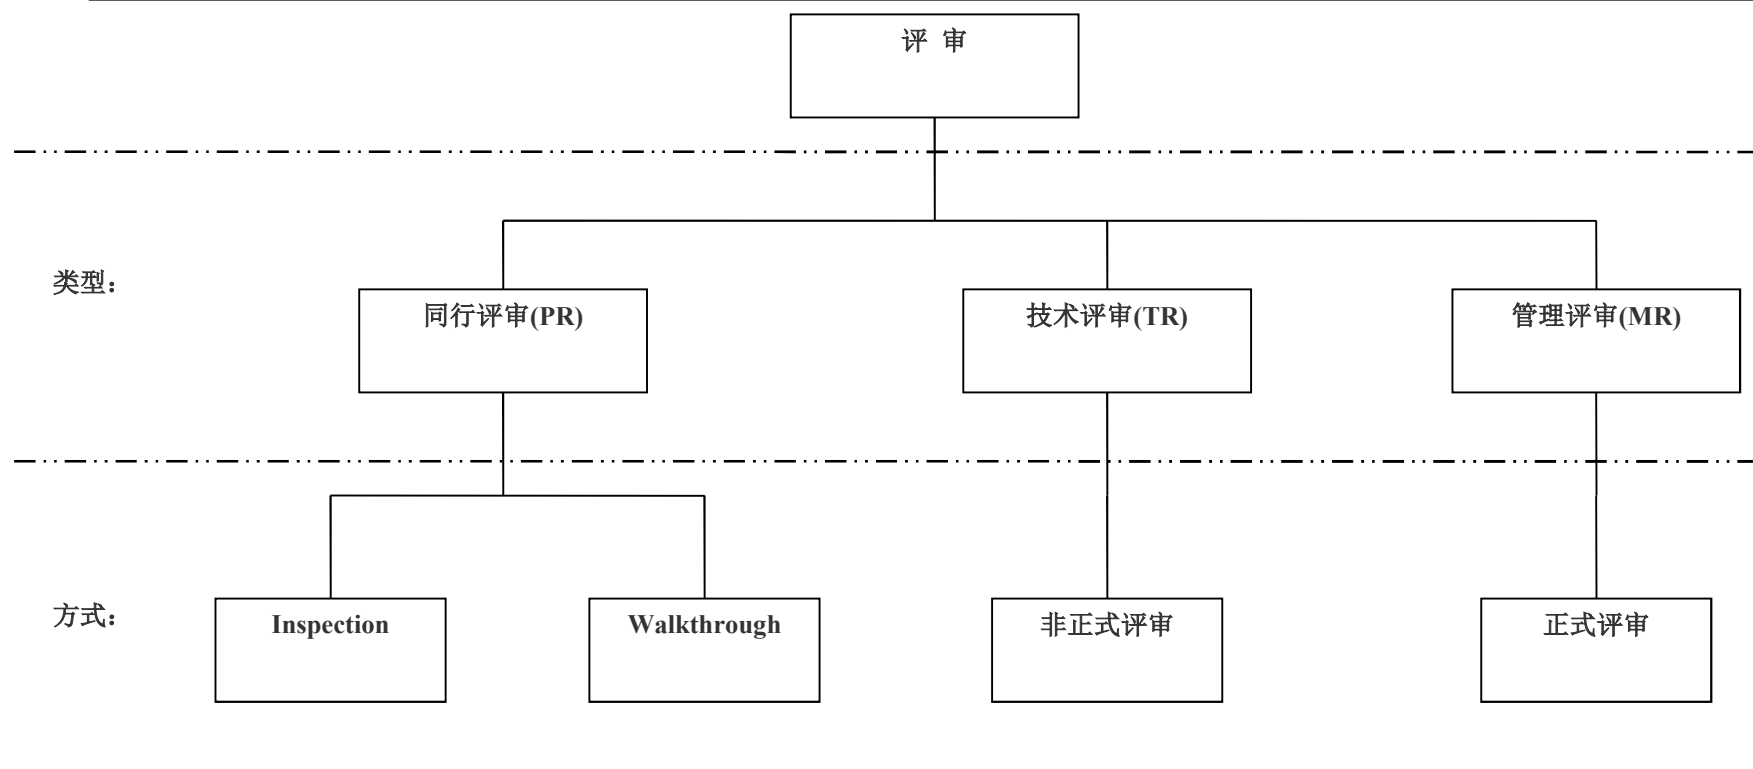 评 审
类型：
同行评审(PR)
技术评审(TR)
管理评审(MR)
方式：
Inspection
Walkthrough
非正式评审
正式评审